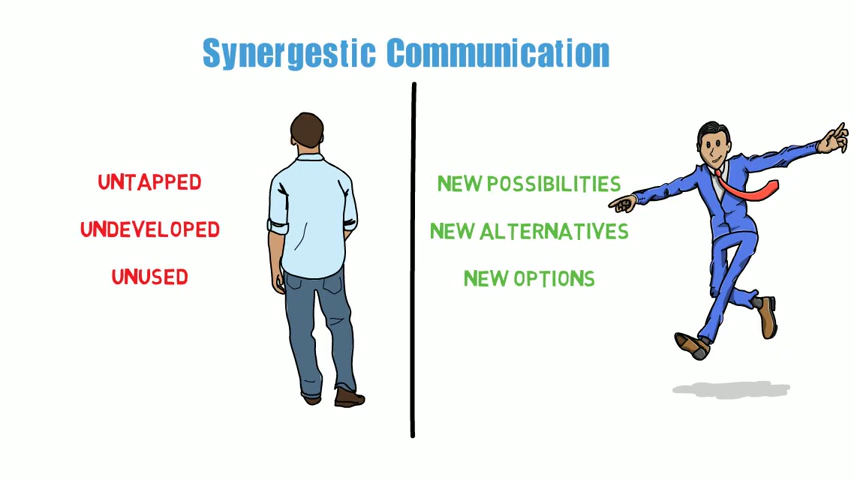 Synergestic Communication
UNTAPPED
UNDEVELOPED
UNUSED
NEW POSSIBILITIES
NEW ALTERNATIVES
NEW OPTIONS